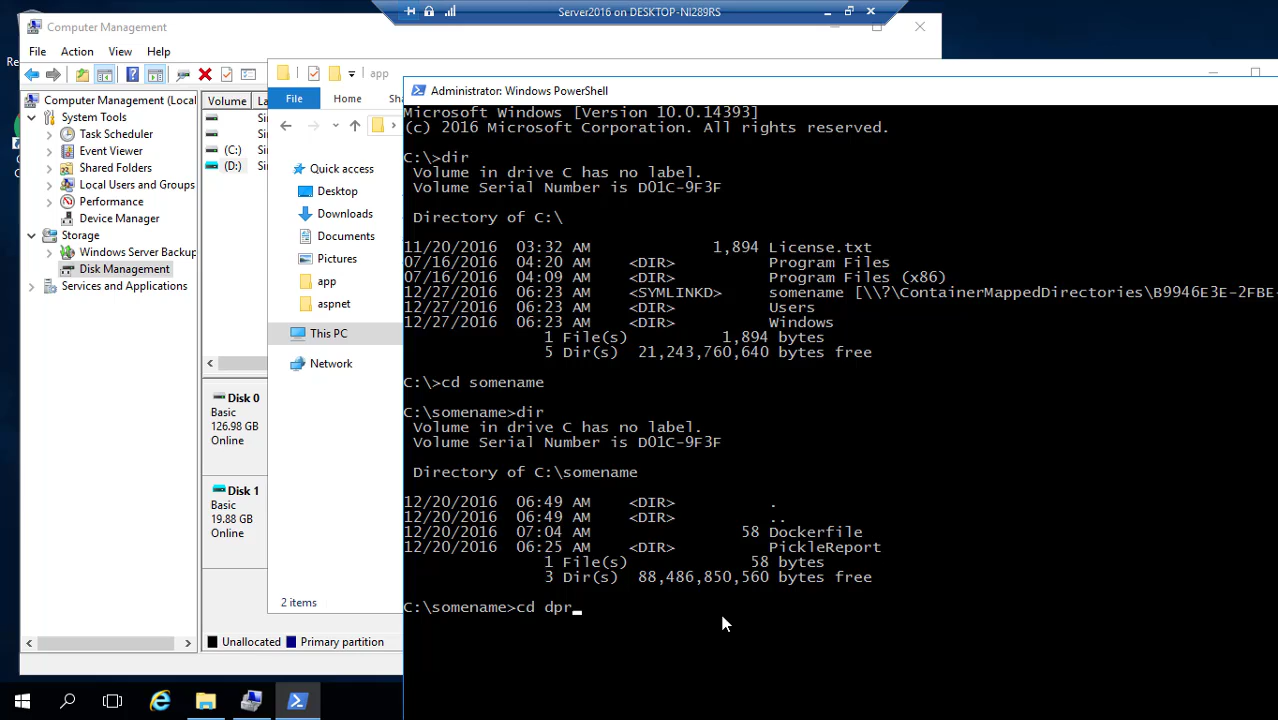 Server2016 on DESKTOP-NI289RS
Computer Management
File Action View Help
Computer Management (Local
System Tools
Task Scheduler
Event Viewer
Shared Folders
Local Users and Groups
Performance
Device Manager
Storage
Windows Server Backup
Disk Management
Services and Applications
Volume
(C:)
(D:)
Disk 0
Basic
126.98 GB
Online
Disk 1
Basic
19.88 GB
Online
Unallocated Primary partition
app
File Home
Quick access
Desktop
Downloads
Documents
Pictures
app
aspnet
This PC
Network
2 items
Administrator: Windows PowerShell
Microsoft Windows [Version 10.0.14393]
(c) 2016 Microsoft Corporation. All rights reserved.
C:\>dir
Volume in drive C has no label.
Volume Serial Number is D01C-9F3F
Directory of C:\
11/20/2016 03:32 AM 1,894 License.txt
07/16/2016 04:20 AM <DIR> Program Files
07/16/2016 04:09 AM <DIR> Program Files (x86)
12/27/2016 06:23 AM <SYMLINKD> somename [\\?\ContainerMappedDirectories\B9946E3E-2FBE-
12/27/2016 06:23 AM <DIR> Users
12/27/2016 06:23 AM <DIR> Windows
1 File(s) 1,894 bytes
5 Dir(s) 21,243,760,640 bytes free
C:\>cd somename
C:\somename>dir
Volume in drive C has no label.
Volume Serial Number is D01C-9F3F
Directory of C:\somename
12/20/2016 06:49 AM <DIR> .
12/20/2016 06:49 AM <DIR> ..
12/20/2016 07:04 AM 58 Dockerfile
12/20/2016 06:25 AM <DIR> PickleReport
1 File(s) 58 bytes
3 Dir(s) 88,486,850,560 bytes free
C:\somename>cd dpr